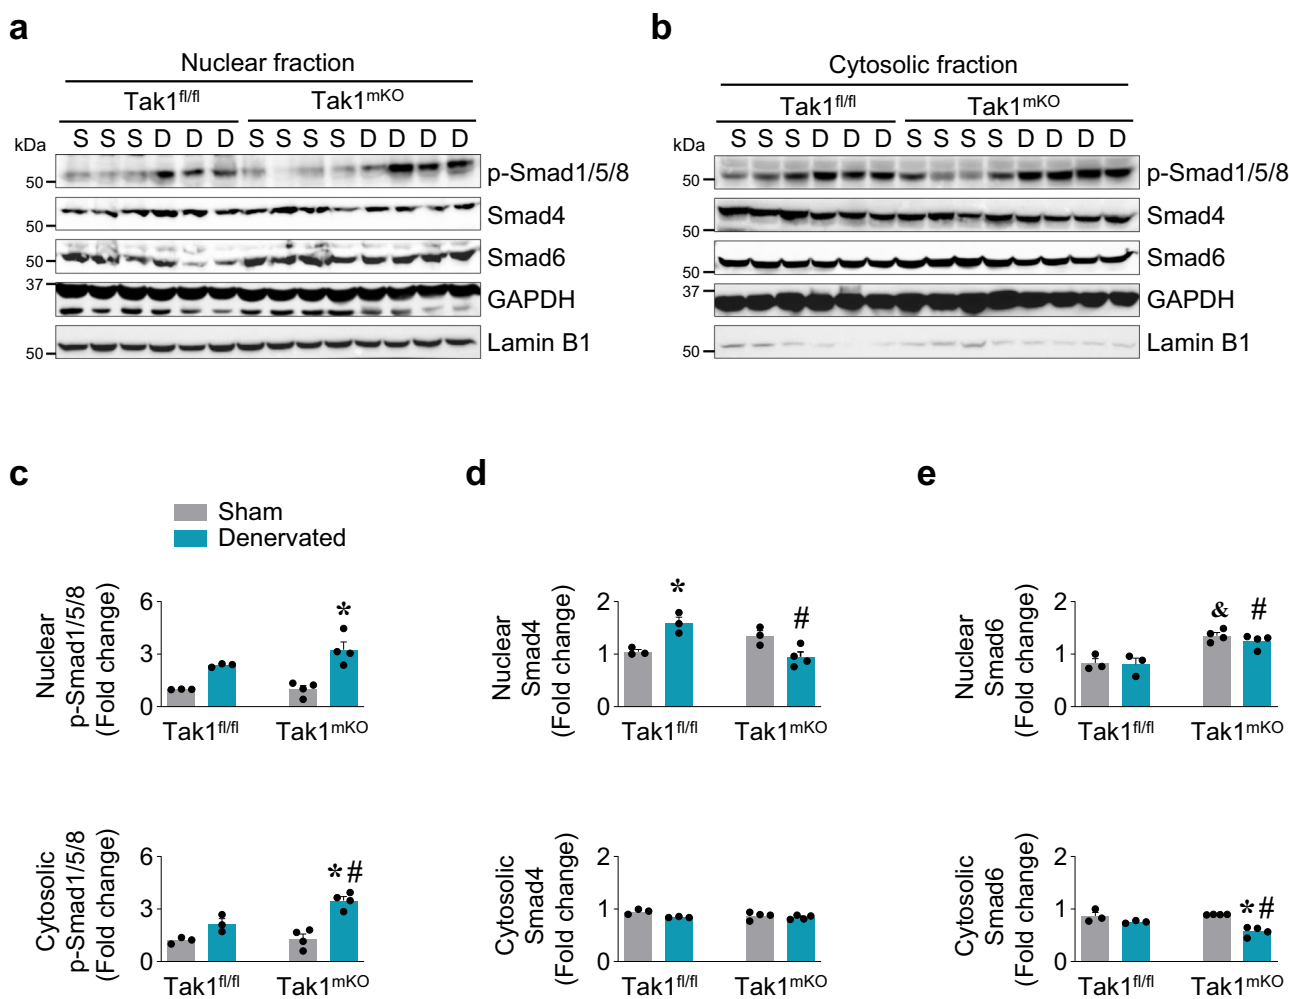 a
Nuclear fraction
Tak1fl/fl Tak1mKO
kDa S S S D D D S S S S D D D D
50 p-Smad1/5/8
50 Smad4
50 Smad6
37 GAPDH
50 Lamin B1
b
Cytosolic fraction
Tak1fl/fl Tak1mKO
kDa S S S D D D S S S S D D D D
50 p-Smad1/5/8
50 Smad4
50 Smad6
37 GAPDH
50 Lamin B1
c
Sham
Denervated
Nuclear
p-Smad1/5/8
(Fold change)
6
3
0
*
Tak1fl/fl Tak1mKO
Cytosolic
p-Smad1/5/8
(Fold change)
6
3
0
* #
Tak1fl/fl Tak1mKO
d
Nuclear
Smad4
(Fold change)
2
1
0
* #
Tak1fl/fl Tak1mKO
Cytosolic
Smad4
(Fold change)
2
1
0
Tak1fl/fl Tak1mKO
e
Nuclear
Smad6
(Fold change)
2
1
0
& #
Tak1fl/fl Tak1mKO
Cytosolic
Smad6
(Fold change)
2
1
0
* #
Tak1fl/fl Tak1mKO